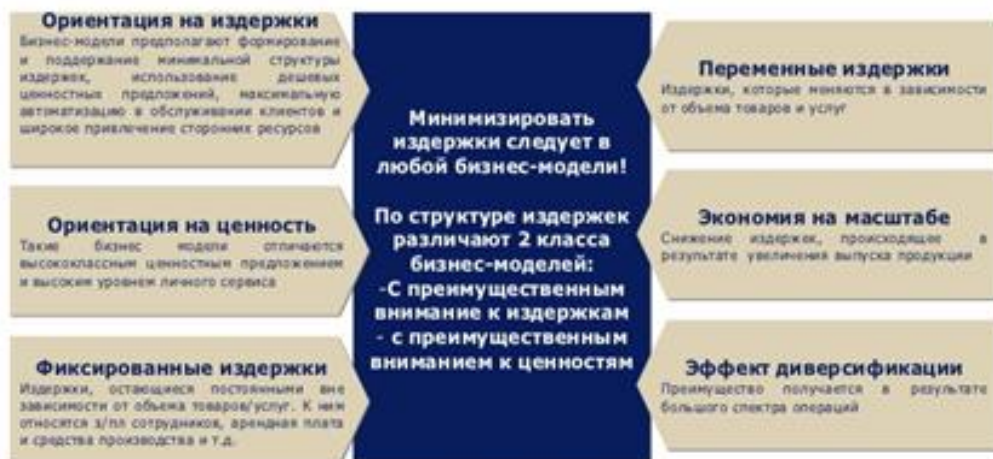 Ориентация на издержки
Бизнес-модели предполагают формирование
и поддержание минимальной структуры
издержек, использование дешевых
ценностных предложений, максимальную
автоматизацию в обслуживании клиентов и
широкое привлечение сторонних ресурсов
Ориентация на ценность
Такие бизнес модели отличаются
высококлассным ценностным предложением
и высоким уровнем личного сервиса
Фиксированные издержки
Издержки, остающиеся постоянными вне
зависимости от объема товаров/услуг. К ним
относятся з/пл сотрудников, арендная плата
и средства производства и т.д.
Минимизировать
издержки следует в
любой бизнес-модели!
По структуре издержек
различают 2 класса
бизнес-моделей:
-С преимущественным
внимание к издержкам
- с преимущественным
вниманием к ценностям
Переменные издержки
Издержки, которые меняются в зависимости
от объема товаров и услуг
Экономия на масштабе
Снижение издержек, происходящее в
результате увеличения выпуска продукции
Эффект диверсификации
Преимущество получается в результате
большого спектра операций